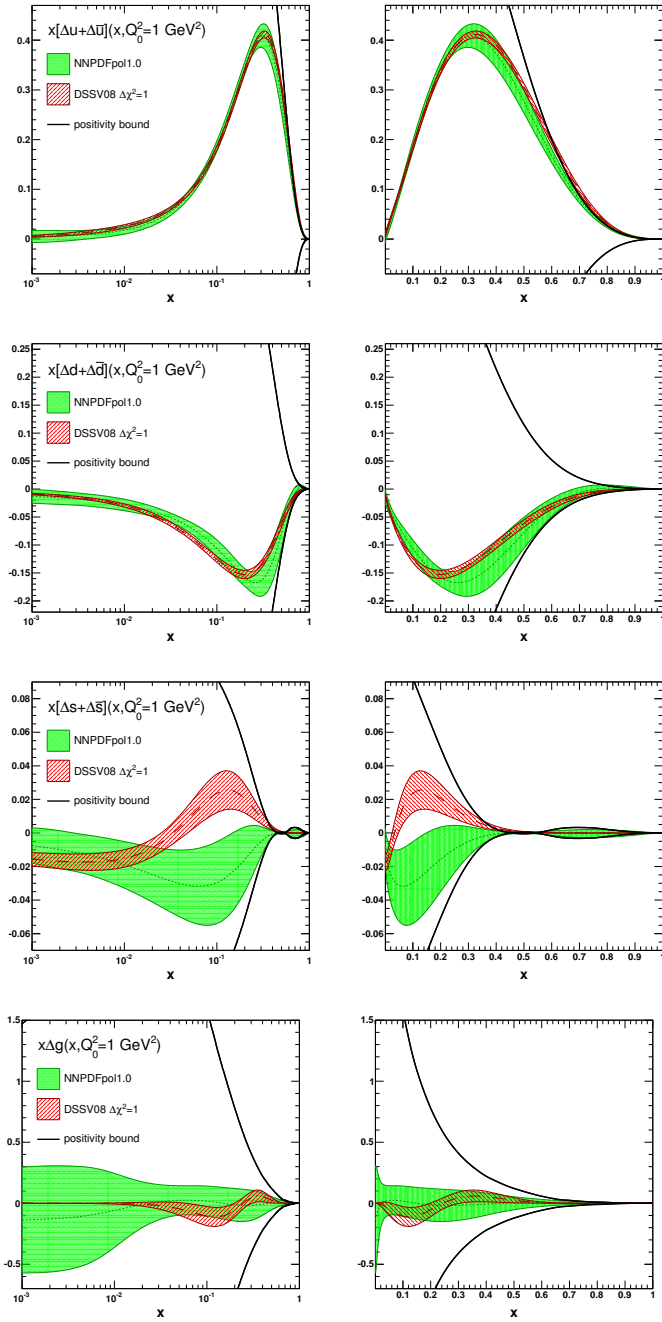 x[Δu+Δu̅](x,Q₀²=1 GeV²)
NNPDFpol1.0
DSSV08 Δχ²=1
positivity bound
0.4
0.3
0.2
0.1
0
10⁻³ 10⁻² 10⁻¹ 1
x
0.4
0.3
0.2
0.1
0
0.1 0.2 0.3 0.4 0.5 0.6 0.7 0.8 0.9 1
x
x[Δd+Δd̅](x,Q₀²=1 GeV²)
NNPDFpol1.0
DSSV08 Δχ²=1
positivity bound
0.25
0.2
0.15
0.1
0.05
0
-0.05
-0.1
-0.15
-0.2
10⁻³ 10⁻² 10⁻¹ 1
x
0.25
0.2
0.15
0.1
0.05
0
-0.05
-0.1
-0.15
-0.2
0.1 0.2 0.3 0.4 0.5 0.6 0.7 0.8 0.9 1
x
x[Δs+Δs̅](x,Q₀²=1 GeV²)
NNPDFpol1.0
DSSV08 Δχ²=1
positivity bound
0.08
0.06
0.04
0.02
0
-0.02
-0.04
-0.06
10⁻³ 10⁻² 10⁻¹ 1
x
0.08
0.06
0.04
0.02
0
-0.02
-0.04
-0.06
0.1 0.2 0.3 0.4 0.5 0.6 0.7 0.8 0.9 1
x
xΔg(x,Q₀²=1 GeV²)
NNPDFpol1.0
DSSV08 Δχ²=1
positivity bound
1.5
1
0.5
0
-0.5
10⁻³ 10⁻² 10⁻¹ 1
x
1.5
1
0.5
0
-0.5
0.1 0.2 0.3 0.4 0.5 0.6 0.7 0.8 0.9 1
x